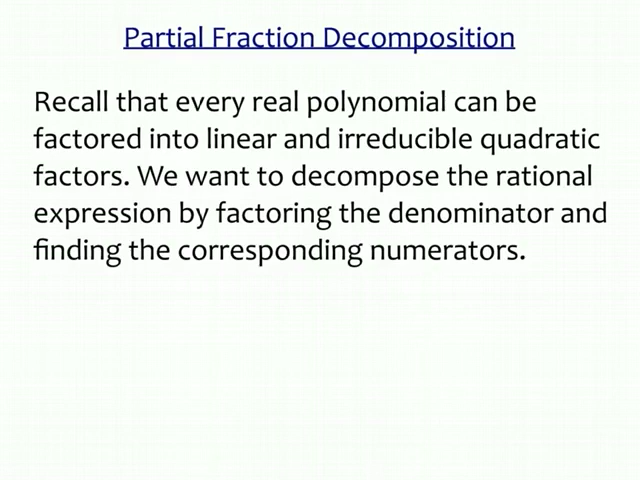 Partial Fraction Decomposition
Recall that every real polynomial can be
factored into linear and irreducible quadratic
factors. We want to decompose the rational
expression by factoring the denominator and
finding the corresponding numerators.